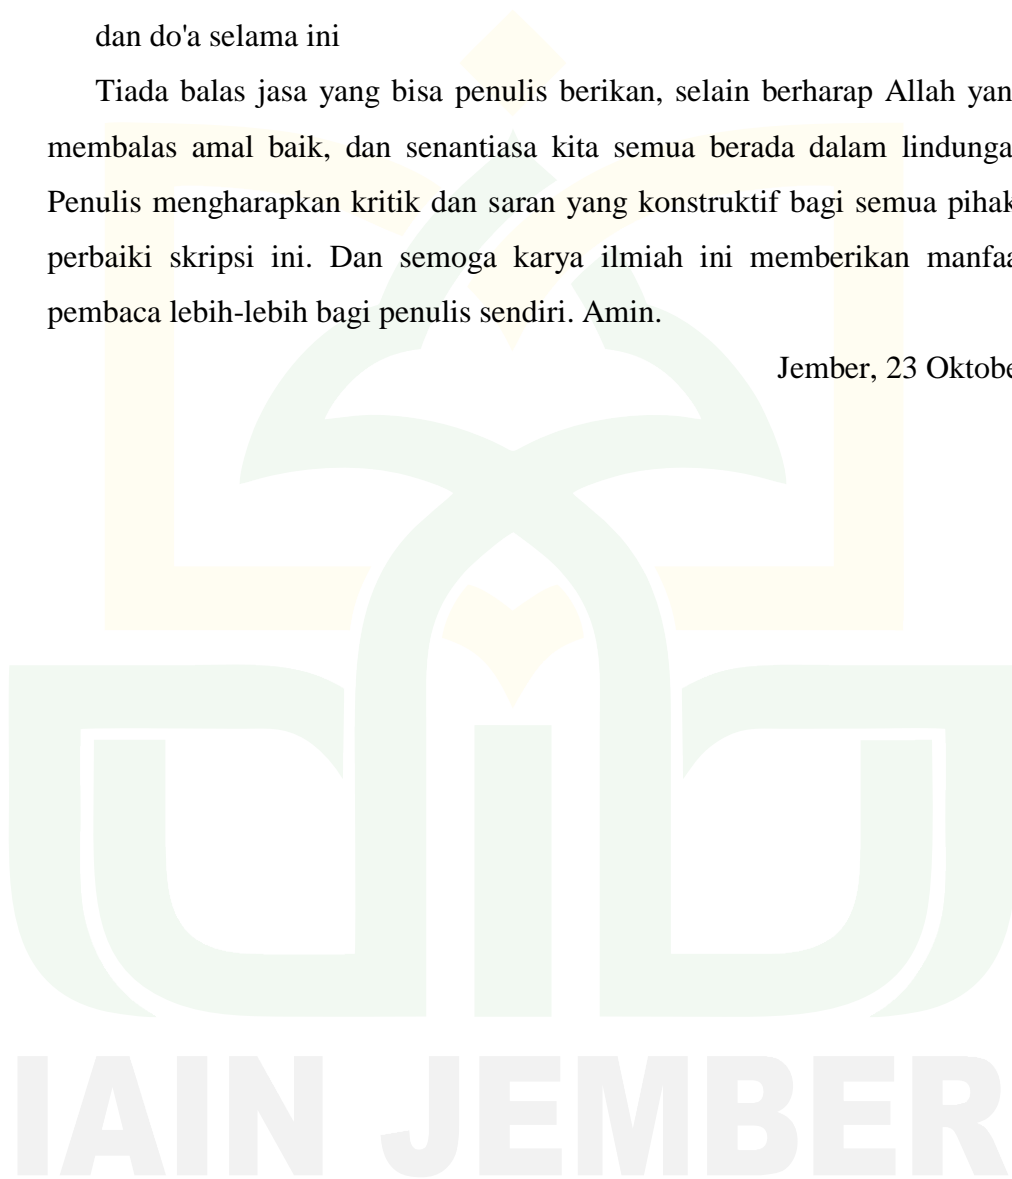 dan do'a selama ini
Tiada balas jasa yang bisa penulis berikan, selain berharap Allah yan
membalas amal baik, dan senantiasa kita semua berada dalam lindunga
Penulis mengharapkan kritik dan saran yang konstruktif bagi semua pihak
perbaiki skripsi ini. Dan semoga karya ilmiah ini memberikan manfaa
pembaca lebih-lebih bagi penulis sendiri. Amin.
Jember, 23 Oktobe
IAIN JEMBER